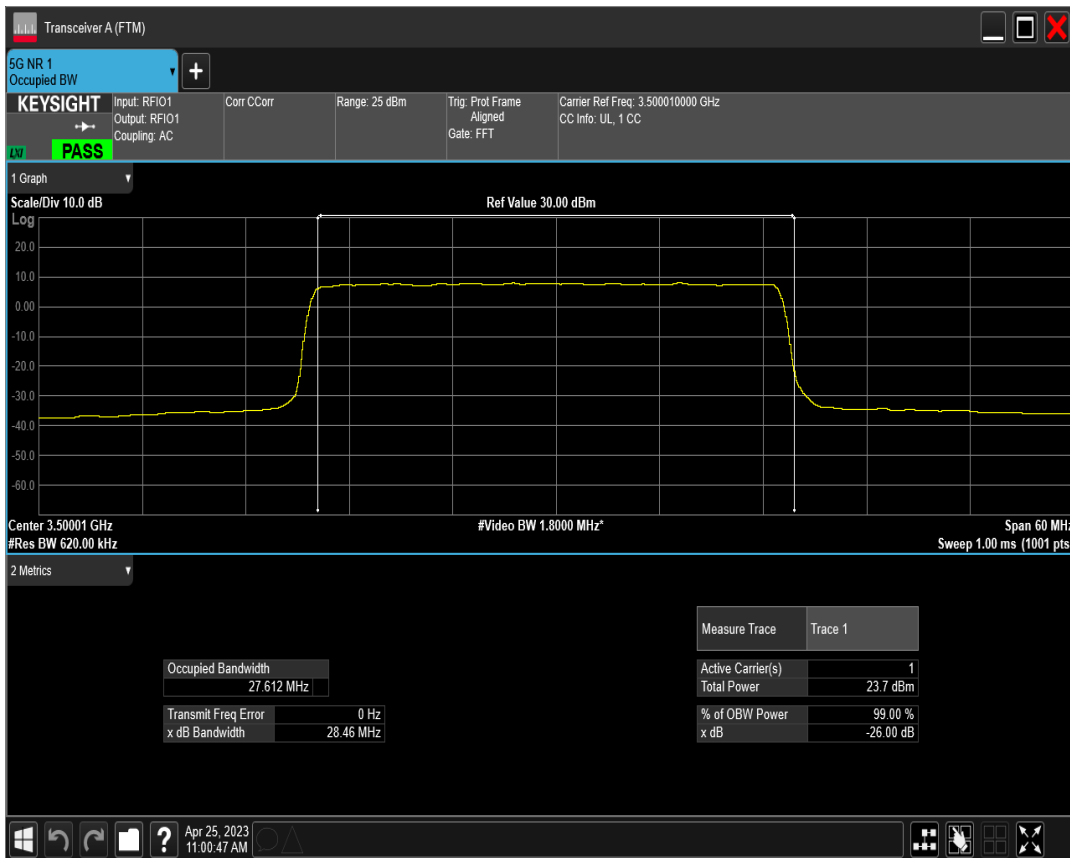 Transceiver A (FTM)
5G NR 1
Occupied BW
+
KEYSIGHT
LXI
PASS
Input: RFIO1
Output: RFIO1
Coupling: AC
Corr CCorr
Range: 25 dBm
Trig: Prot Frame
Aligned
Gate: FFT
Carrier Ref Freq: 3.500010000 GHz
CC Info: UL, 1 CC
1 Graph
Scale/Div 10.0 dB
Ref Value 30.00 dBm
Log
20.0
10.0
0.00
-10.0
-20.0
-30.0
-40.0
-50.0
-60.0
Center 3.50001 GHz
#Video BW 1.8000 MHz*
Span 60 MHz
#Res BW 620.00 kHz
Sweep 1.00 ms (1001 pts
2 Metrics
Measure Trace Trace 1
Occupied Bandwidth
27.612 MHz
Active Carrier(s) 1
Total Power 23.7 dBm
Transmit Freq Error 0 Hz
x dB Bandwidth 28.46 MHz
% of OBW Power 99.00 %
x dB -26.00 dB
?
Apr 25, 2023
11:00:47 AM